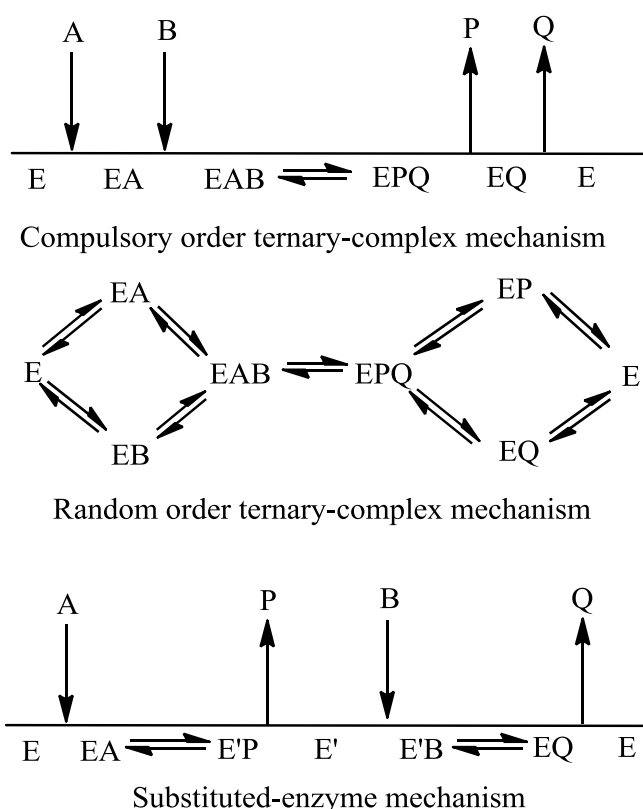 A B P Q
E EA EAB EPQ EQ E
Compulsory order ternary-complex mechanism
EA EP
E EAB EPQ E
EB EQ
Random order ternary-complex mechanism
A P B Q
E EA E'P E' E'B EQ E
Substituted-enzyme mechanism